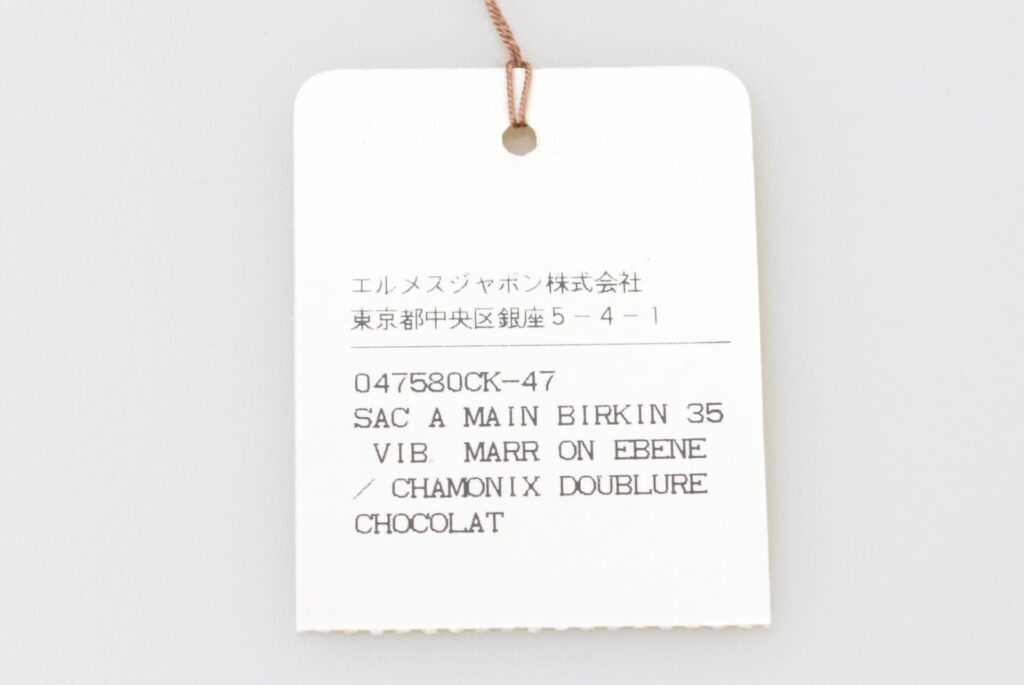 エルメスジャポン株式会社
東京都中央区銀座5-4-1
047580CK-47
SAC A MAIN BIRKIN 35
VIB MARR ON EBENE
/ CHAMONIX DOUBLURE
CHOCOLAT